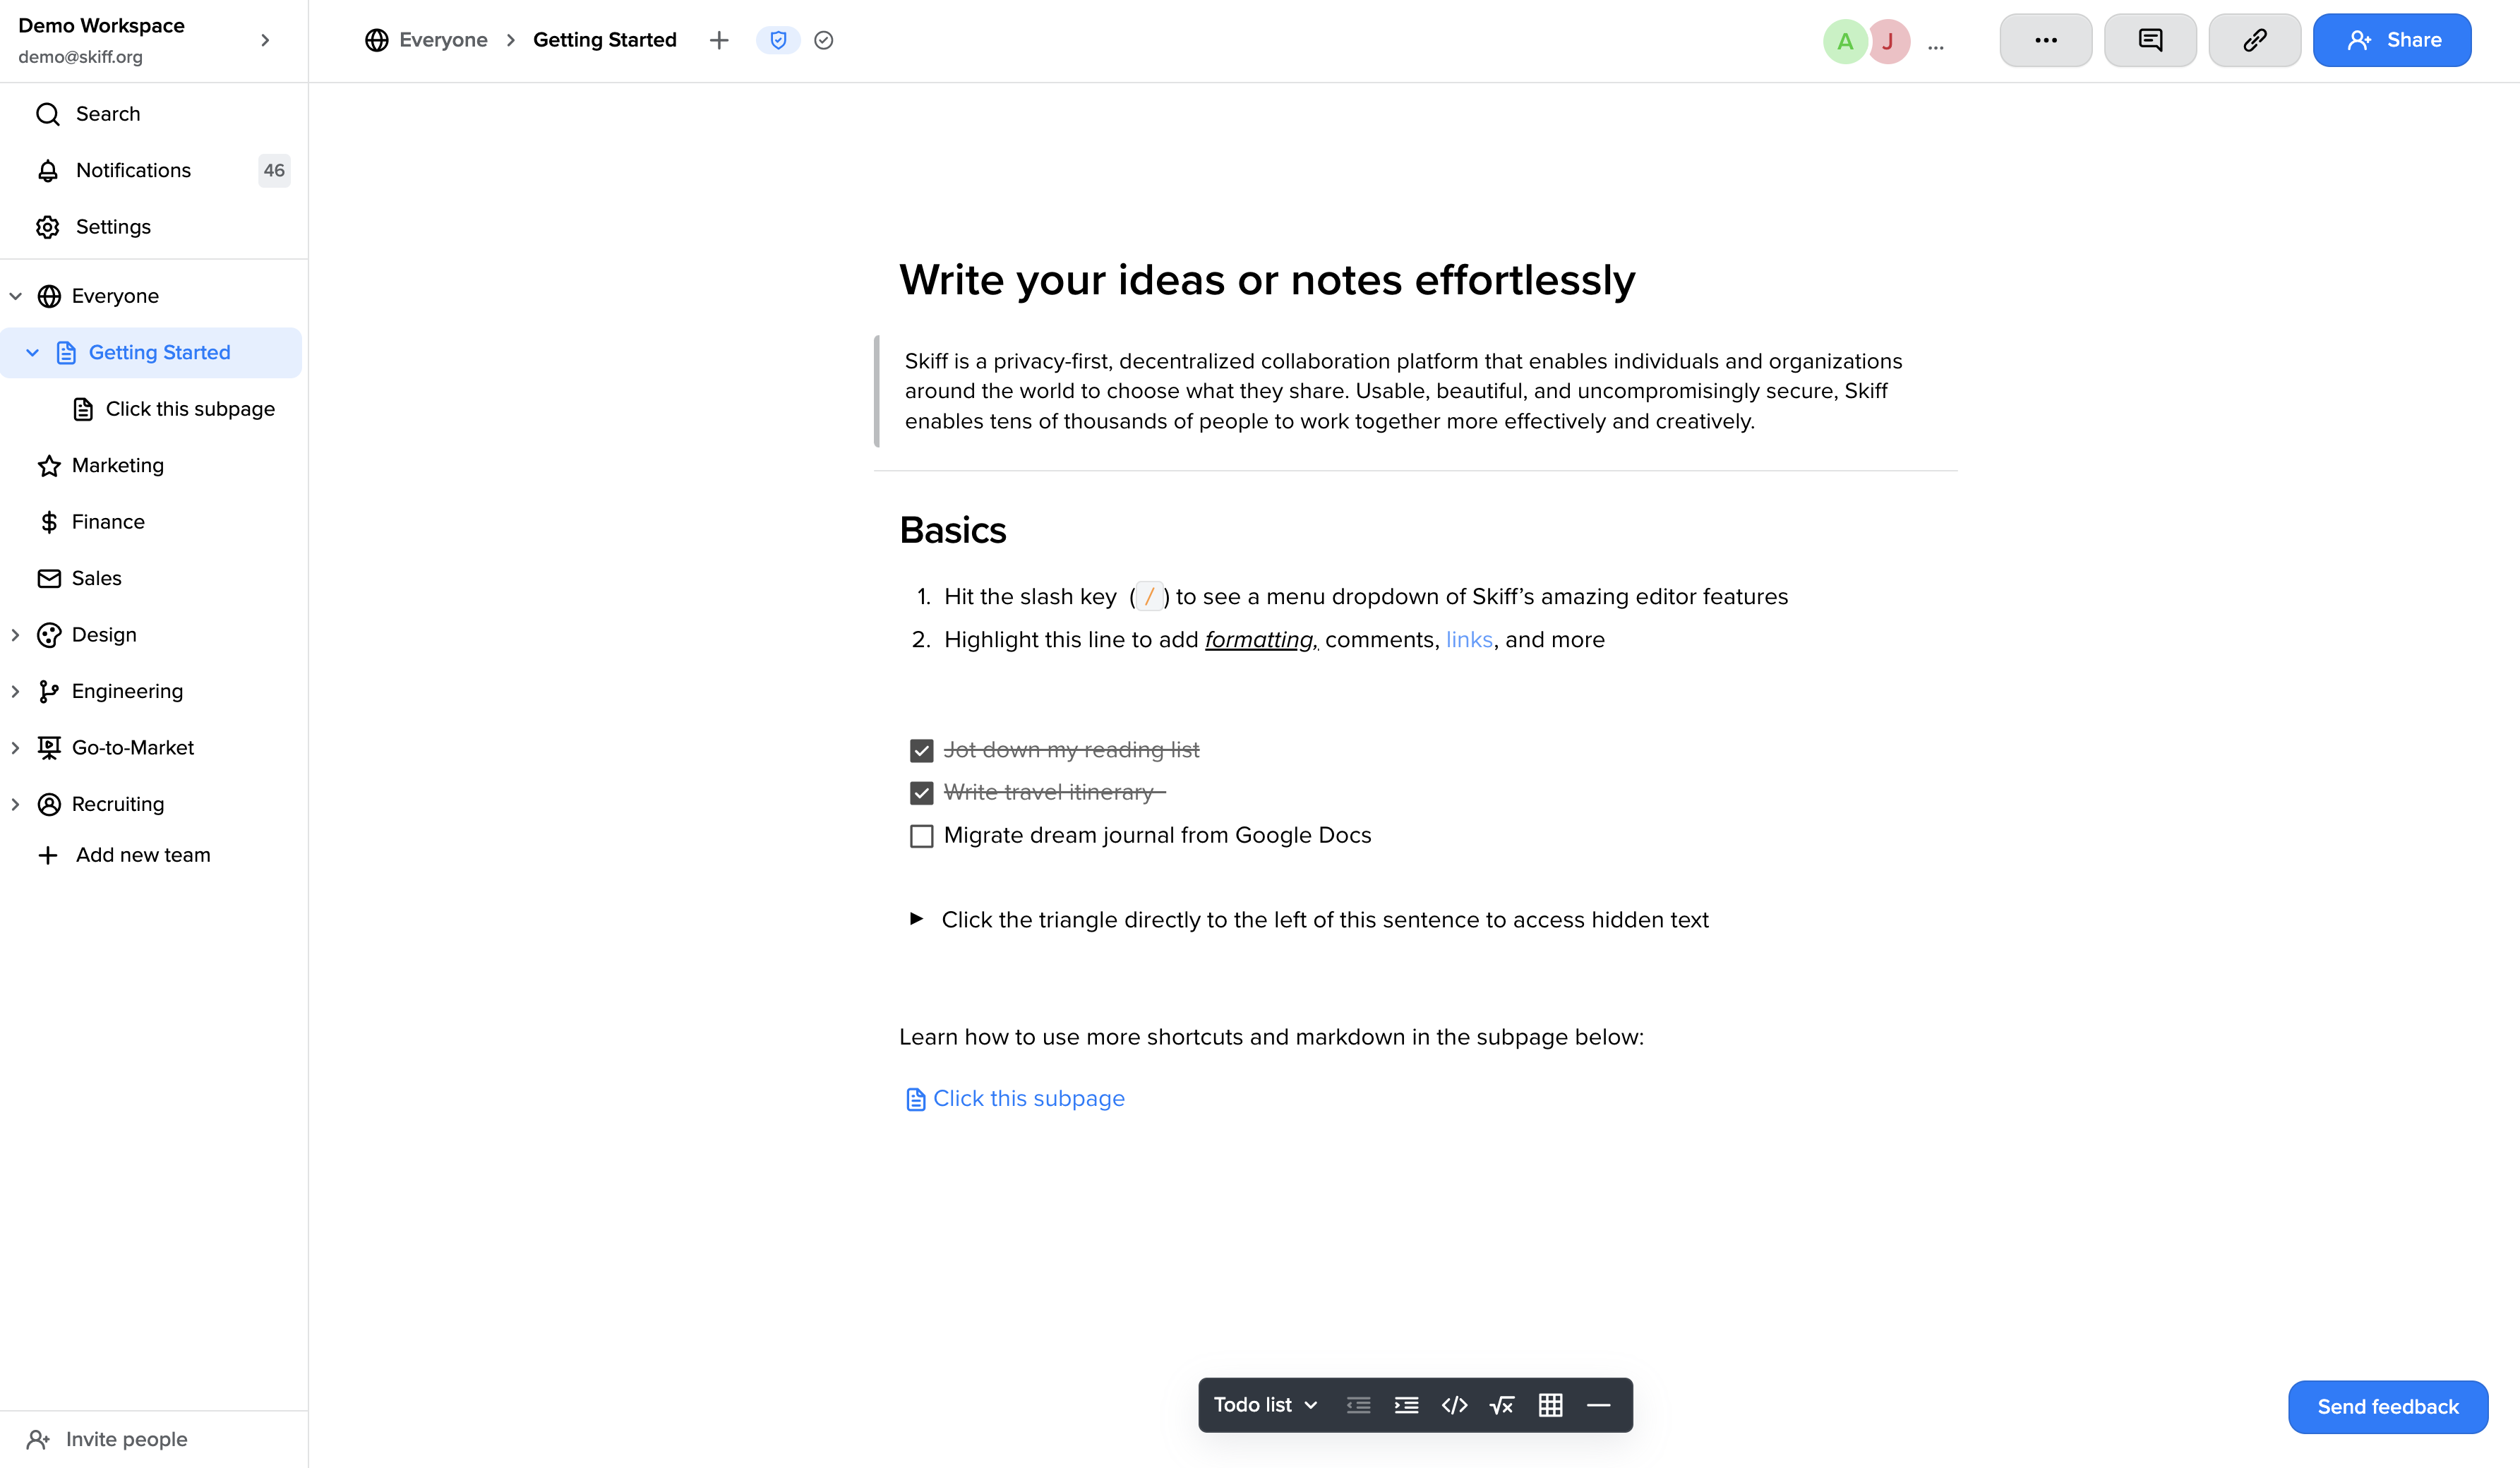 Demo Workspace
demo@skiff.org
Search
Notifications 46
Settings
Everyone
Getting Started
Click this subpage
Marketing
Finance
Sales
Design
Engineering
Go-to-Market
Recruiting
Add new team
Invite people
Everyone Getting Started
A J ...
Share
Write your ideas or notes effortlessly
Skiff is a privacy-first, decentralized collaboration platform that enables individuals and organizations
around the world to choose what they share. Usable, beautiful, and uncompromisingly secure, Skiff
enables tens of thousands of people to work together more effectively and creatively.
Basics
1. Hit the slash key (/) to see a menu dropdown of Skiff’s amazing editor features
2. Highlight this line to add formatting, comments, links, and more
Jot down my reading list
Write travel itinerary
Migrate dream journal from Google Docs
Click the triangle directly to the left of this sentence to access hidden text
Learn how to use more shortcuts and markdown in the subpage below:
Click this subpage
Todo list
Send feedback